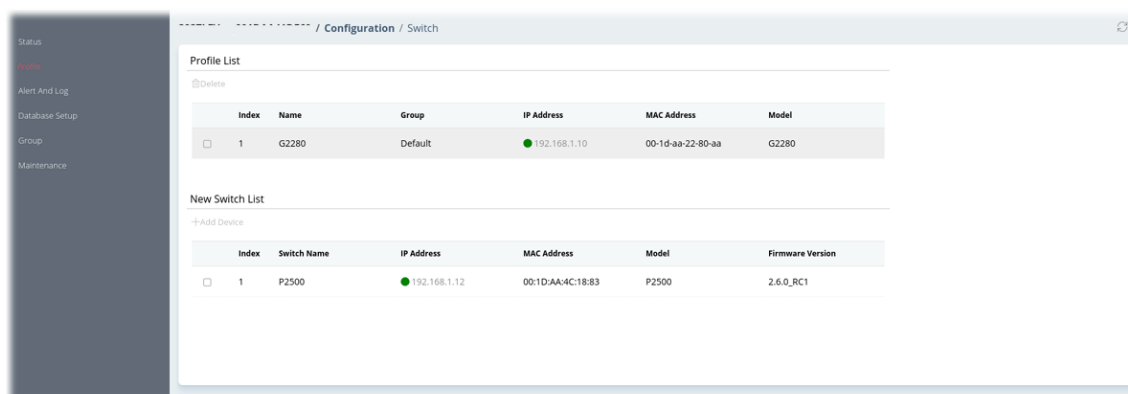 / Configuration / Switch
Status
Profile
Alert And Log
Database Setup
Group
Maintenance
Profile List
Delete
Index Name Group IP Address MAC Address Model
1 G2280 Default 192.168.1.10 00-1d-aa-22-80-aa G2280
New Switch List
+Add Device
Index Switch Name IP Address MAC Address Model Firmware Version
1 P2500 192.168.1.12 00:1D:AA:4C:18:83 P2500 2.6.0_RC1